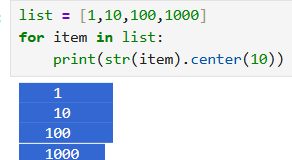 list = [1,10,100,1000]
for item in list:
    print(str(item).center(10))
    1
    10
   100
   1000